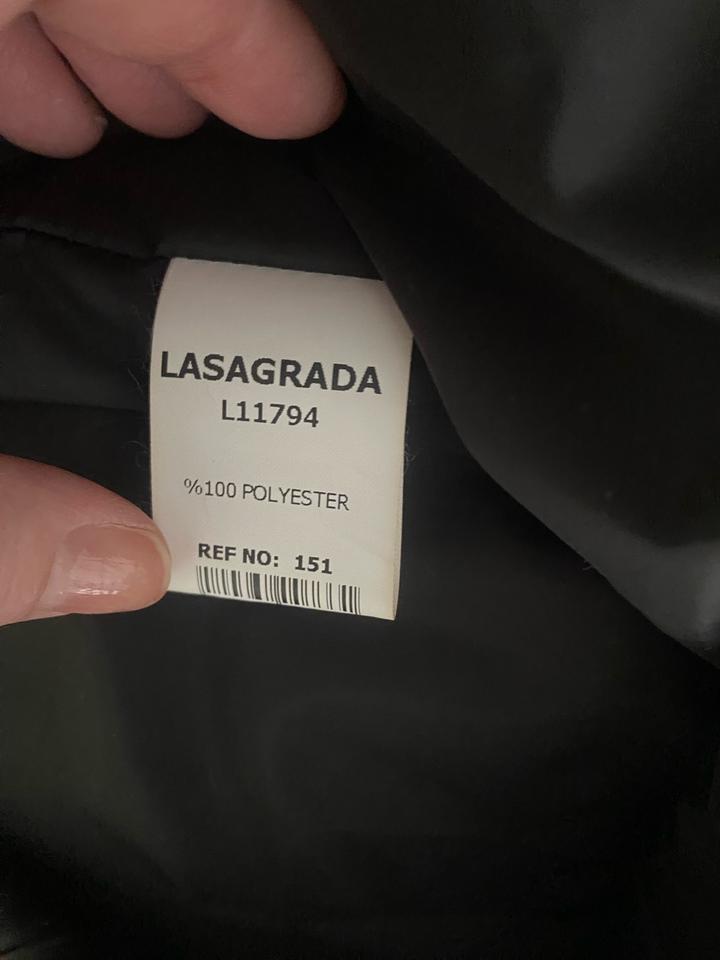 LASAGRADA
L11794
%100 POLYESTER
REF NO: 151